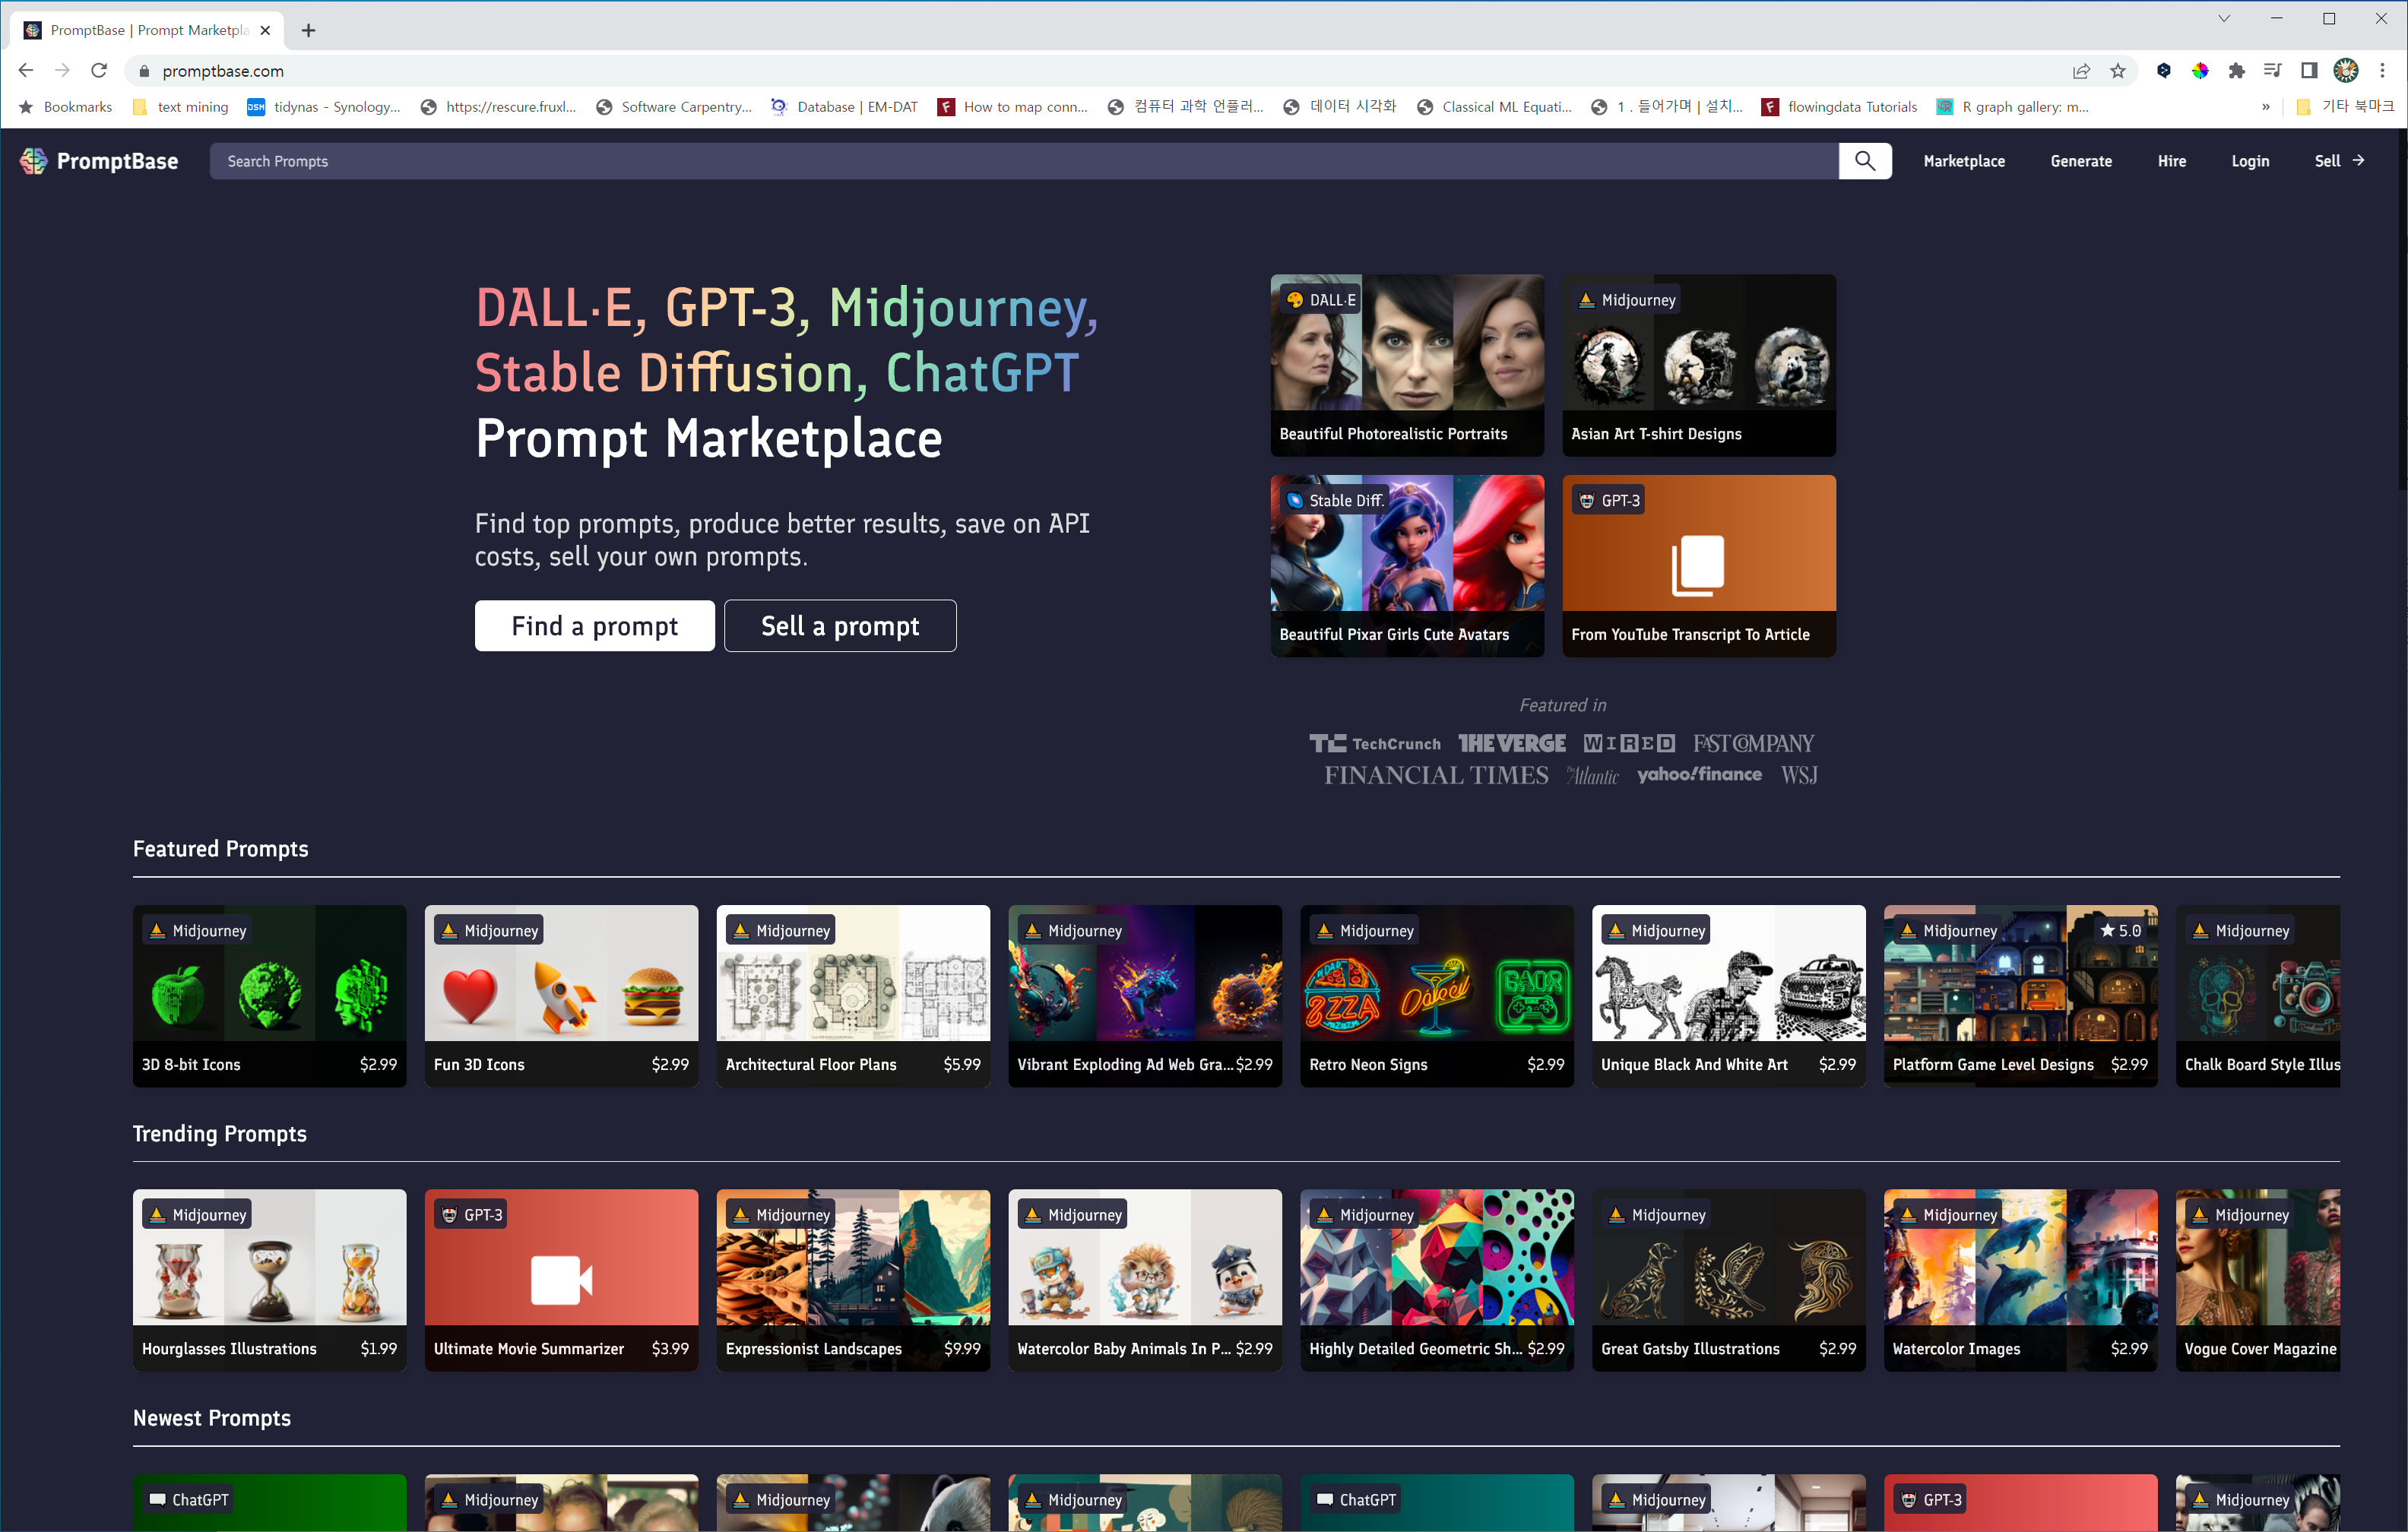 PromptBase | Prompt Marketpla
promptbase.com
Bookmarks
text mining
tidynas - Synology...
https://rescure.fruxl...
Software Carpentry...
Database | EM-DAT
How to map conn...
컴퓨터 과학 언플러...
데이터 시각화
Classical ML Equati...
1 . 들어가며 | 설치...
flowingdata Tutorials
R graph gallery: m...
»
기타 북마크
PromptBase
Search Prompts
Marketplace
Generate
Hire
Login
Sell →
DALL·E, GPT-3, Midjourney,
Stable Diffusion, ChatGPT
Prompt Marketplace
Find top prompts, produce better results, save on API
costs, sell your own prompts.
Find a prompt
Sell a prompt
DALL·E
Beautiful Photorealistic Portraits
Midjourney
Asian Art T-shirt Designs
Stable Diff.
Beautiful Pixar Girls Cute Avatars
GPT-3
From YouTube Transcript To Article
Featured in
TechCrunch THE VERGE WIRED FAST COMPANY
FINANCIAL TIMES The Atlantic yahoo!finance WSJ
Featured Prompts
Midjourney
3D 8-bit Icons $2.99
Midjourney
Fun 3D Icons $2.99
Midjourney
Architectural Floor Plans $5.99
Midjourney
Vibrant Exploding Ad Web Gra... $2.99
Midjourney
Retro Neon Signs $2.99
Midjourney
Unique Black And White Art $2.99
Midjourney ★ 5.0
Platform Game Level Designs $2.99
Midjourney
Chalk Board Style Illus
Trending Prompts
Midjourney
Hourglasses Illustrations $1.99
GPT-3
Ultimate Movie Summarizer $3.99
Midjourney
Expressionist Landscapes $9.99
Midjourney
Watercolor Baby Animals In P... $2.99
Midjourney
Highly Detailed Geometric Sh... $2.99
Midjourney
Great Gatsby Illustrations $2.99
Midjourney
Watercolor Images $2.99
Midjourney
Vogue Cover Magazine
Newest Prompts
ChatGPT
Midjourney
Midjourney
Midjourney
ChatGPT
Midjourney
GPT-3
Midjourney